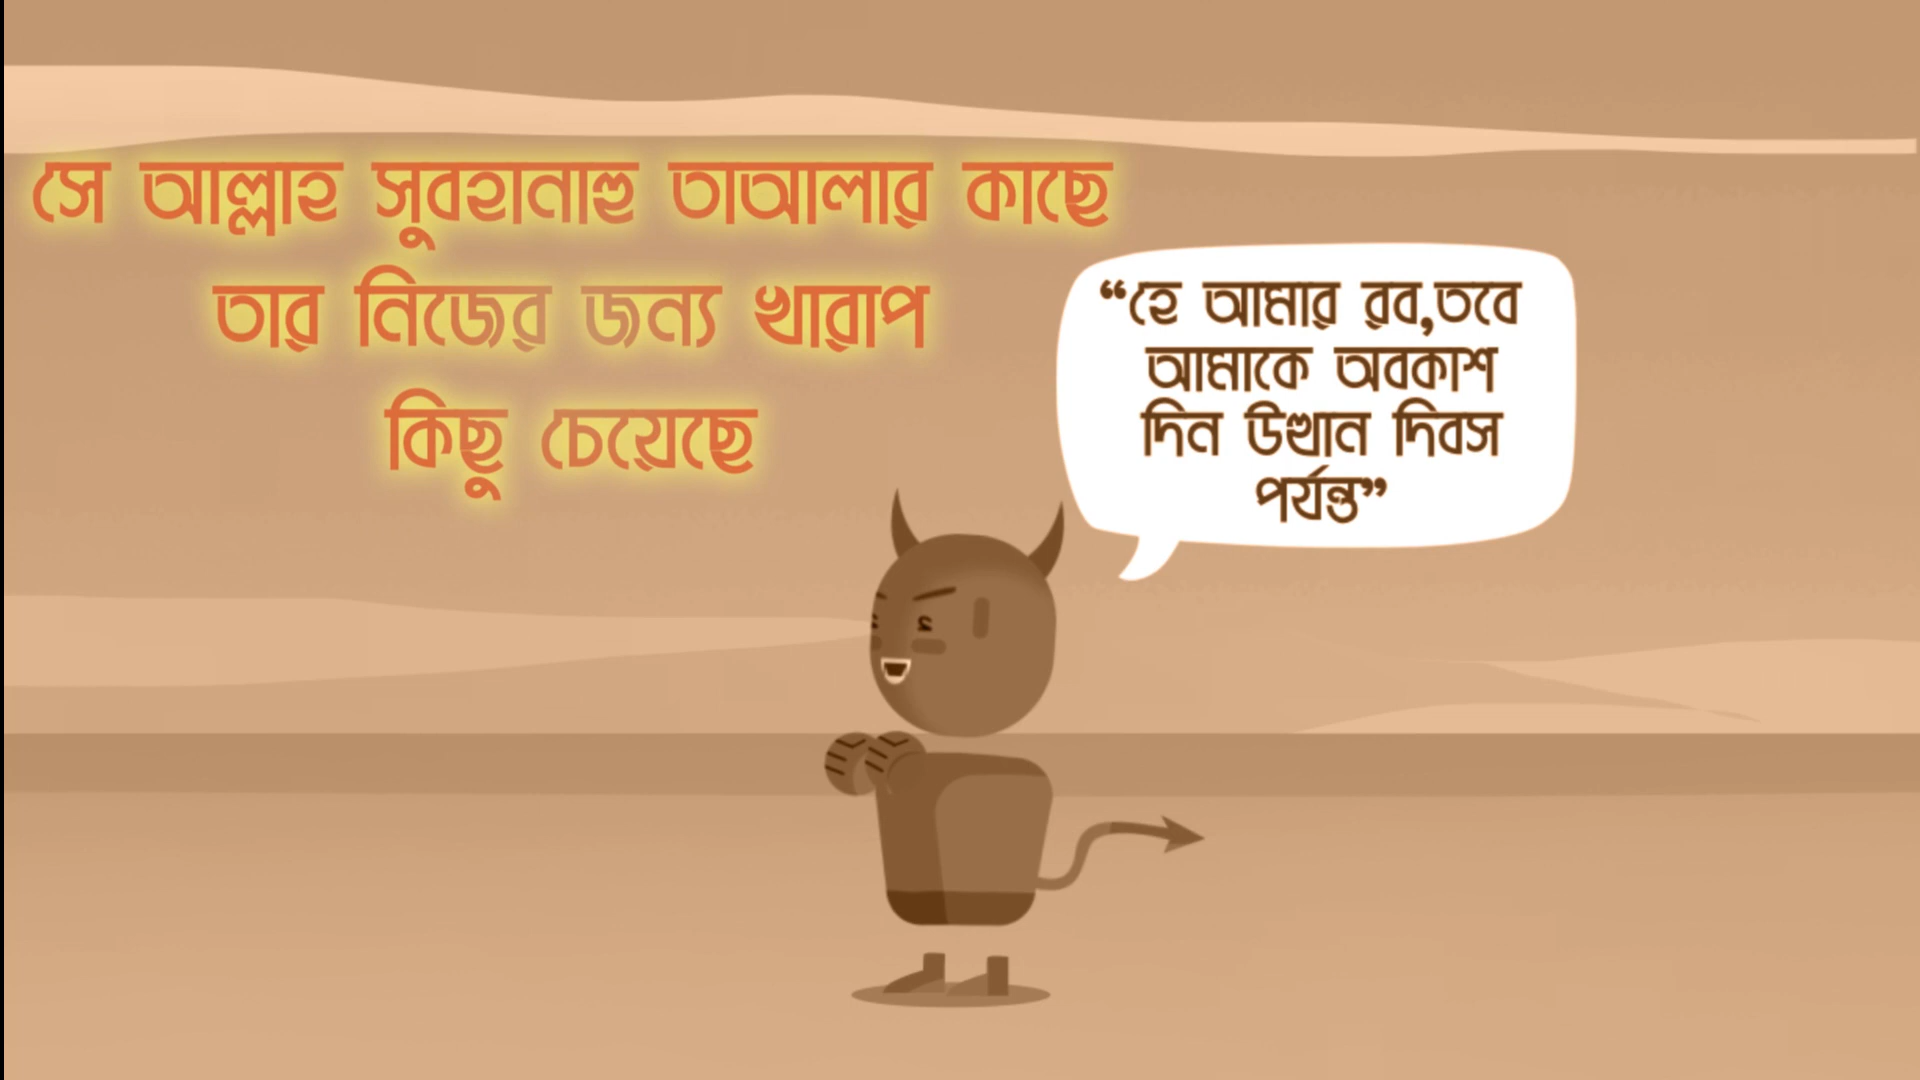 সে আল্লাহ সুবহানাহু তাআলার কাছে
তার নিজের জন্য খারাপ
কিছু চেয়েছে
“হে আমার রব,তবে
আমাকে অবকাশ
দিন উত্থান দিবস
পর্যন্ত”